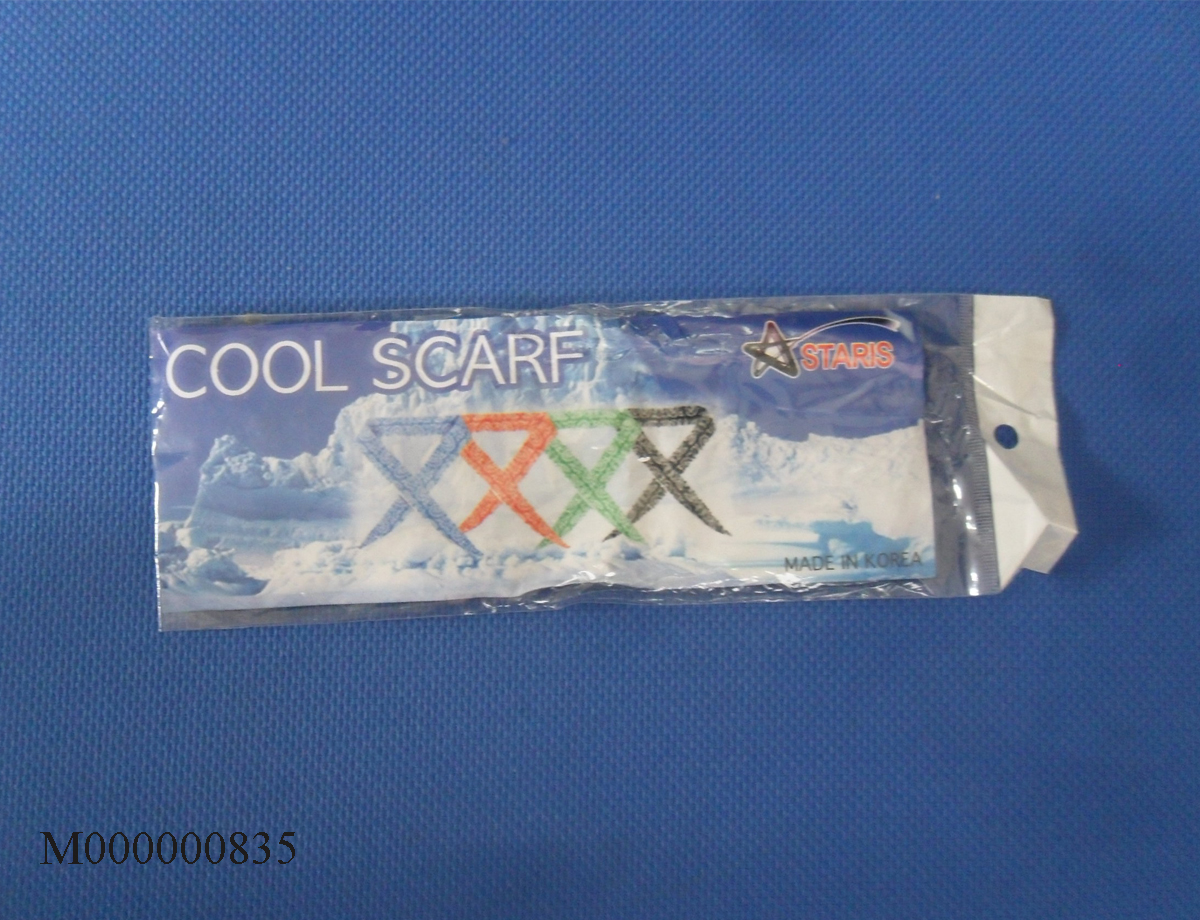 COOL SCARF
STARIS
MADE IN KOREA
M000000835